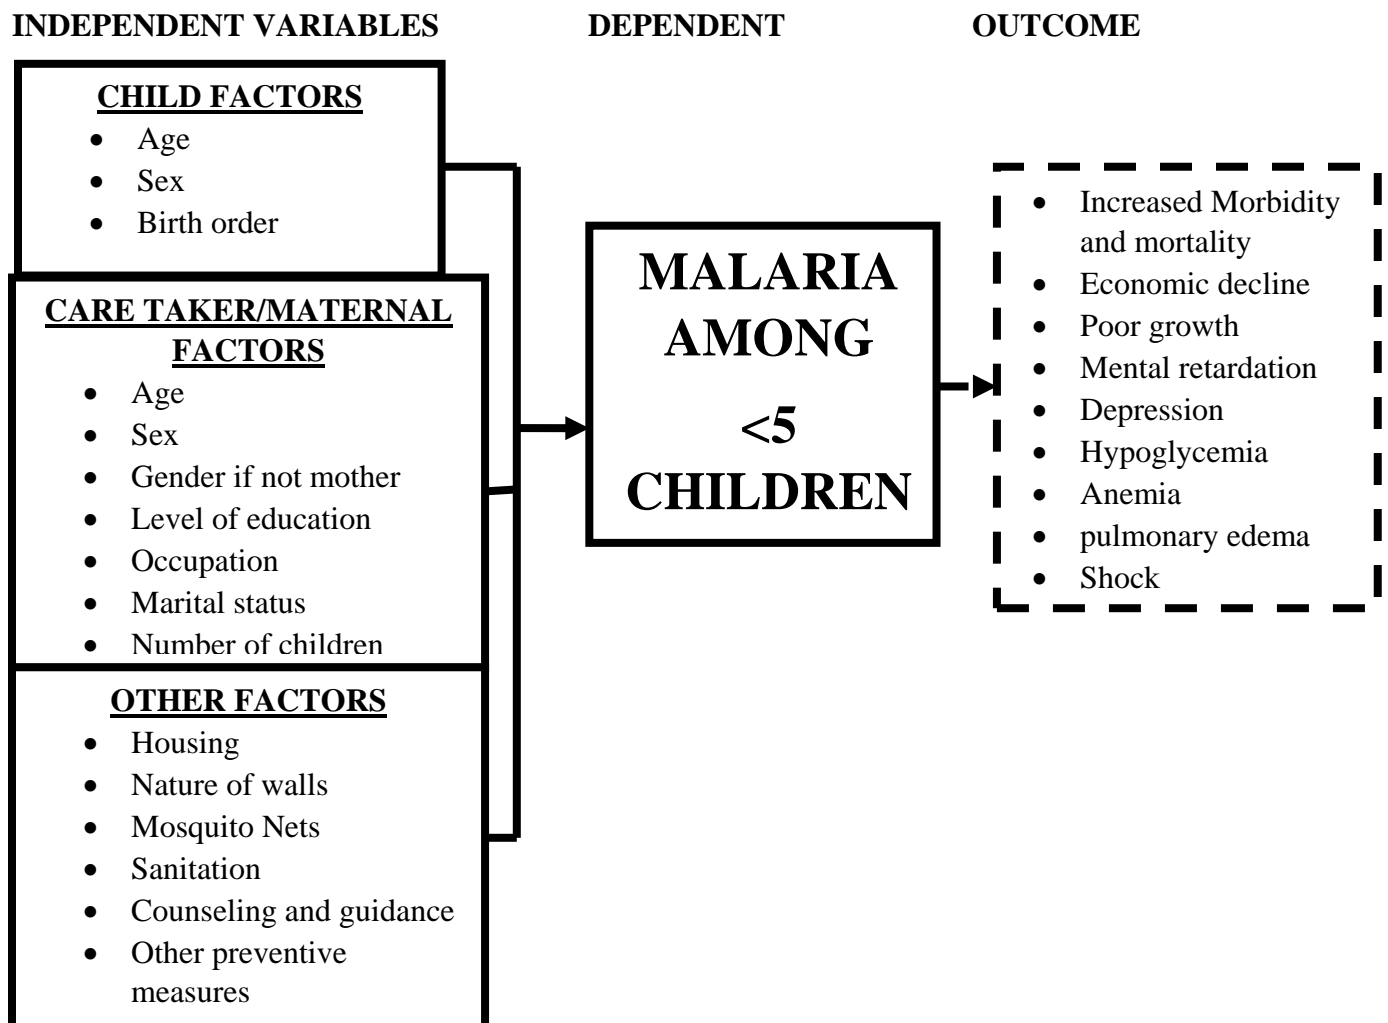 INDEPENDENT VARIABLES
DEPENDENT
OUTCOME
CHILD FACTORS
• Age
• Sex
• Birth order
CARE TAKER/MATERNAL
FACTORS
• Age
• Sex
• Gender if not mother
• Level of education
• Occupation
• Marital status
• Number of children
OTHER FACTORS
• Housing
• Nature of walls
• Mosquito Nets
• Sanitation
• Counseling and guidance
• Other preventive
measures
MALARIA
AMONG
<5
CHILDREN
• Increased Morbidity
and mortality
• Economic decline
• Poor growth
• Mental retardation
• Depression
• Hypoglycemia
• Anemia
• pulmonary edema
• Shock